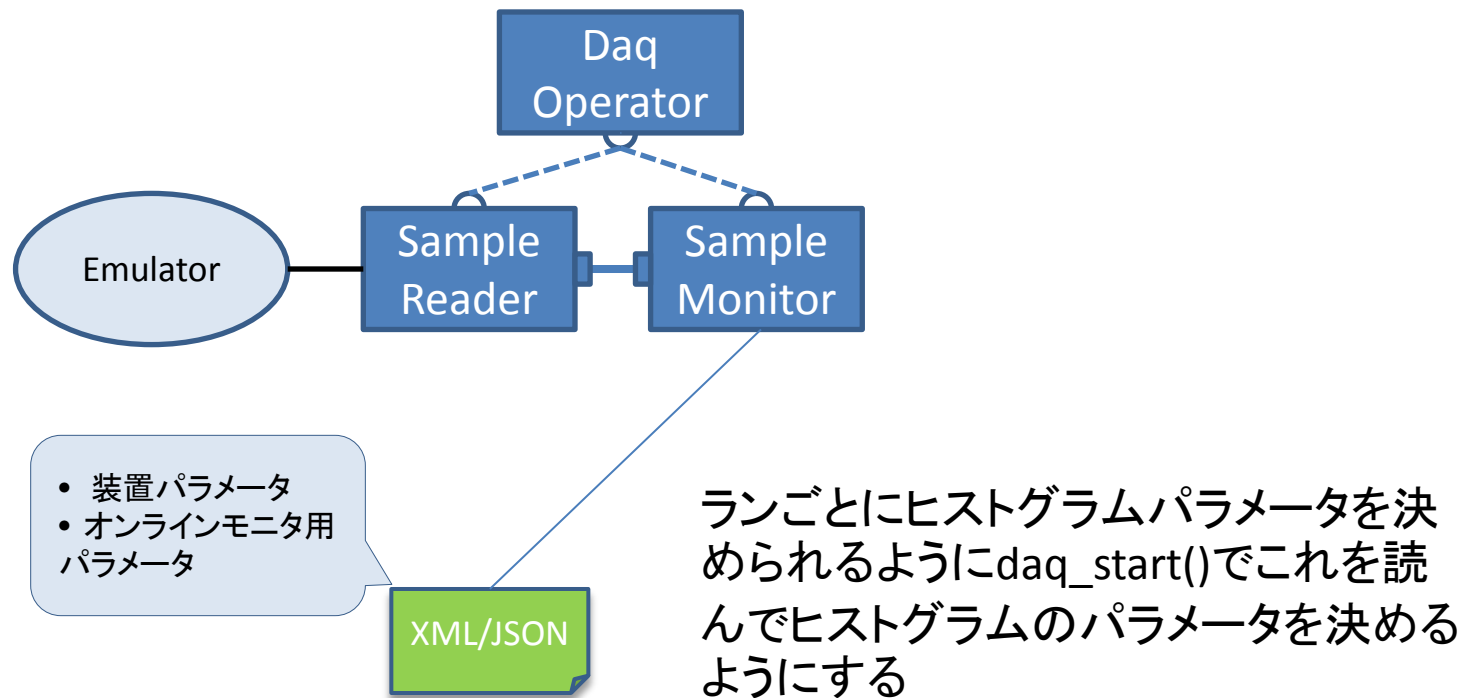 Daq
Operator
Emulator
Sample
Reader
Sample
Monitor
• 装置パラメータ
• オンラインモニタ用
パラメータ
XML/JSON
ランごとにヒストグラムパラメータを決
められるようにdaq_start()でこれを読
んでヒストグラムのパラメータを決める
ようにする